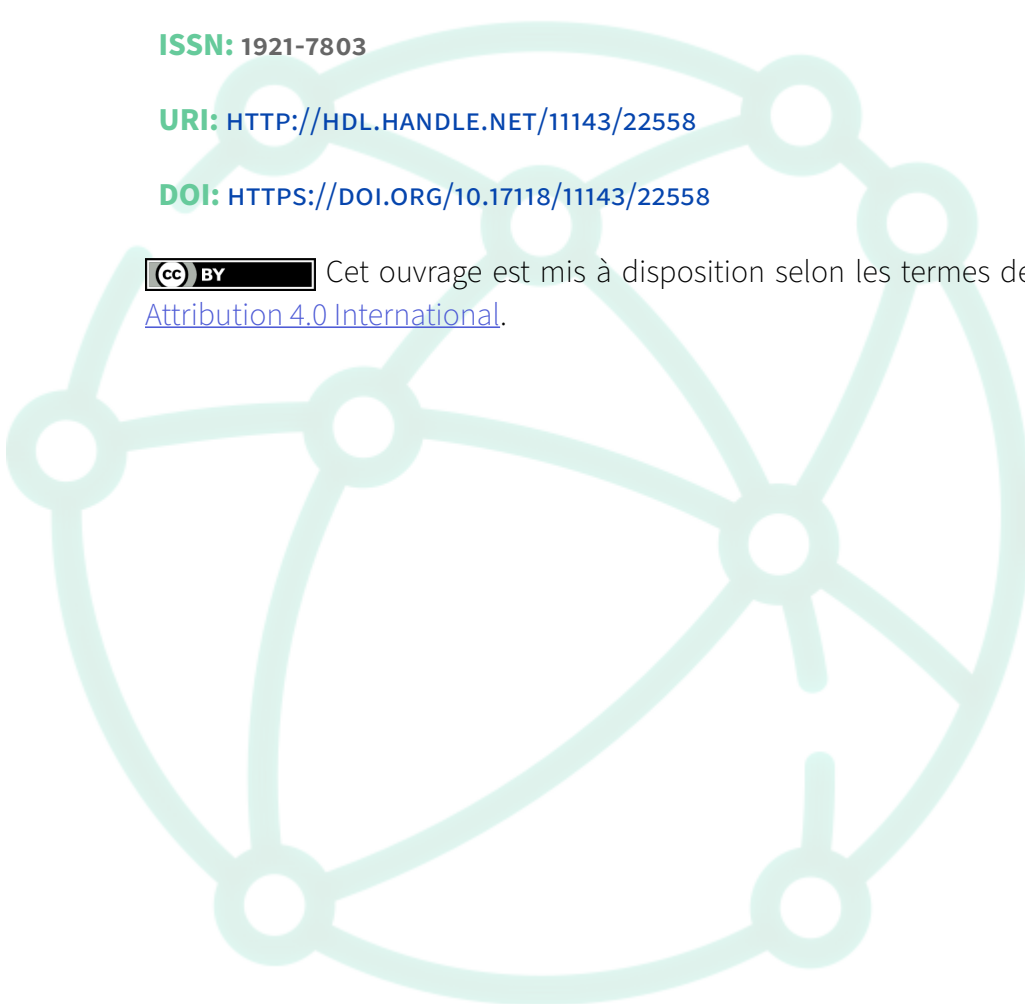 ISSN: 1921-7803
URI: HTTP://HDL.HANDLE.NET/11143/22558
DOI: HTTPS://DOI.ORG/10.17118/11143/22558
cc BY Cet ouvrage est mis à disposition selon les termes de
Attribution 4.0 International.